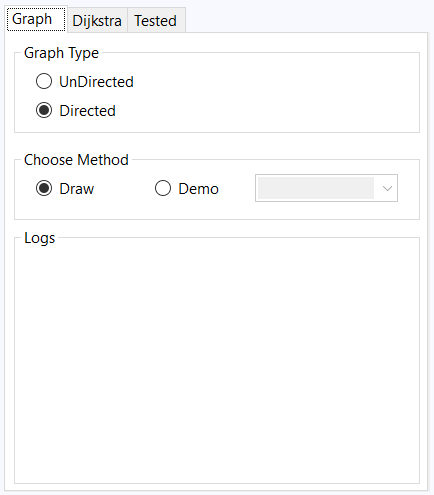 Graph Dijkstra Tested
Graph Type
UnDirected
Directed
Choose Method
Draw Demo
Logs